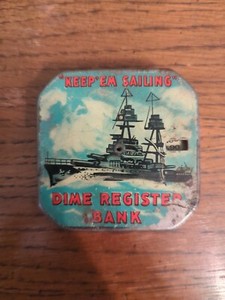 "KEEP 'EM SAILING"
DIME REGISTER
BANK